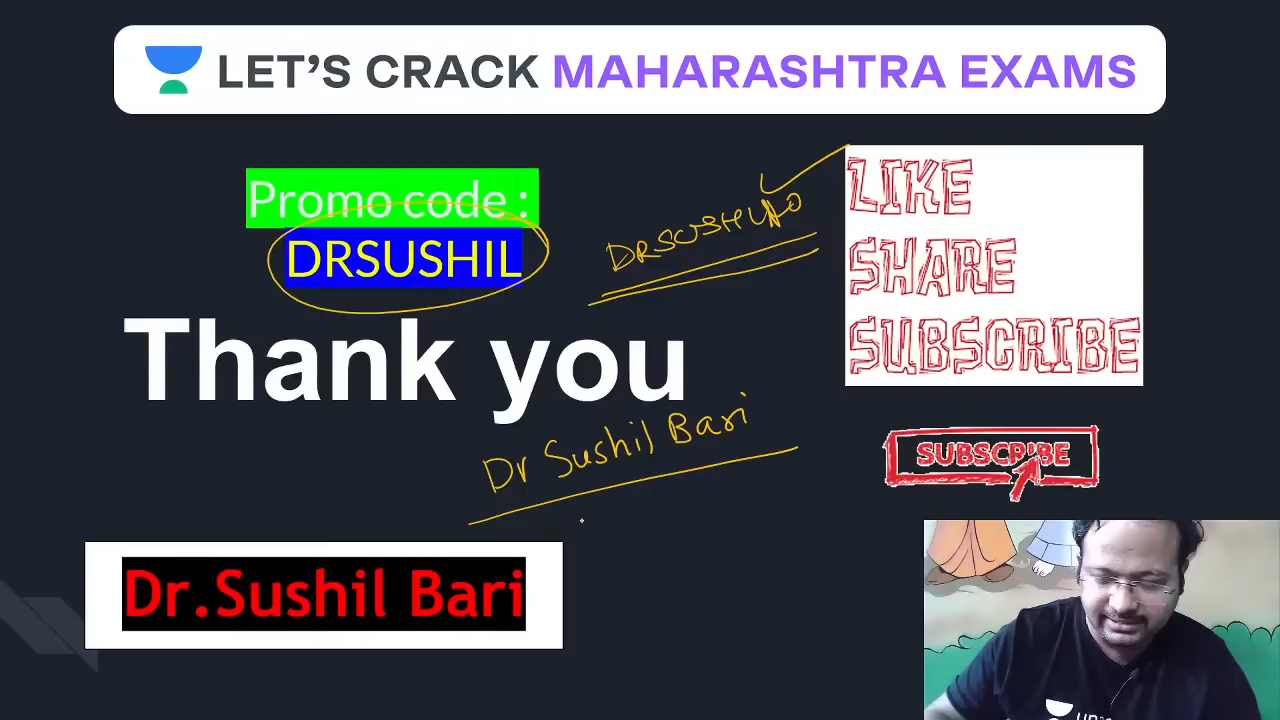 LET'S CRACK MAHARASHTRA EXAMS
Promo code :
DRSUSHIL
LIKE
SHARE
SUBSCRIBE
Thank you
Dr Sushil Bari
SUBSCRIBE
Dr.Sushil Bari